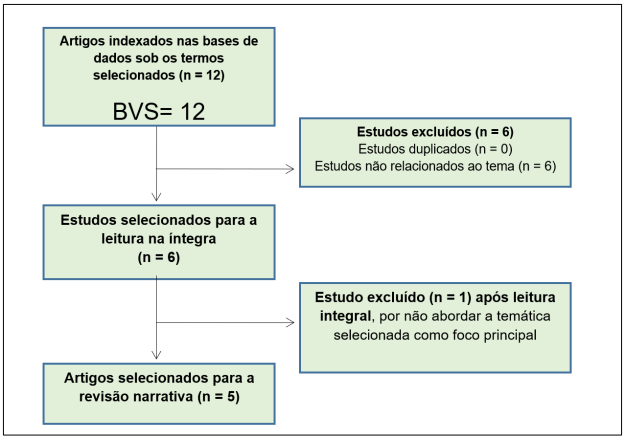 Artigos indexados nas bases de
dados sob os termos
selecionados (n = 12)
BVS= 12
Estudos excluídos (n = 6)
Estudos duplicados (n = 0)
Estudos não relacionados ao tema (n = 6)
Estudos selecionados para a
leitura na íntegra
(n = 6)
Estudo excluído (n = 1) após leitura
integral, por não abordar a temática
selecionada como foco principal
Artigos selecionados para a
revisão narrativa (n = 5)